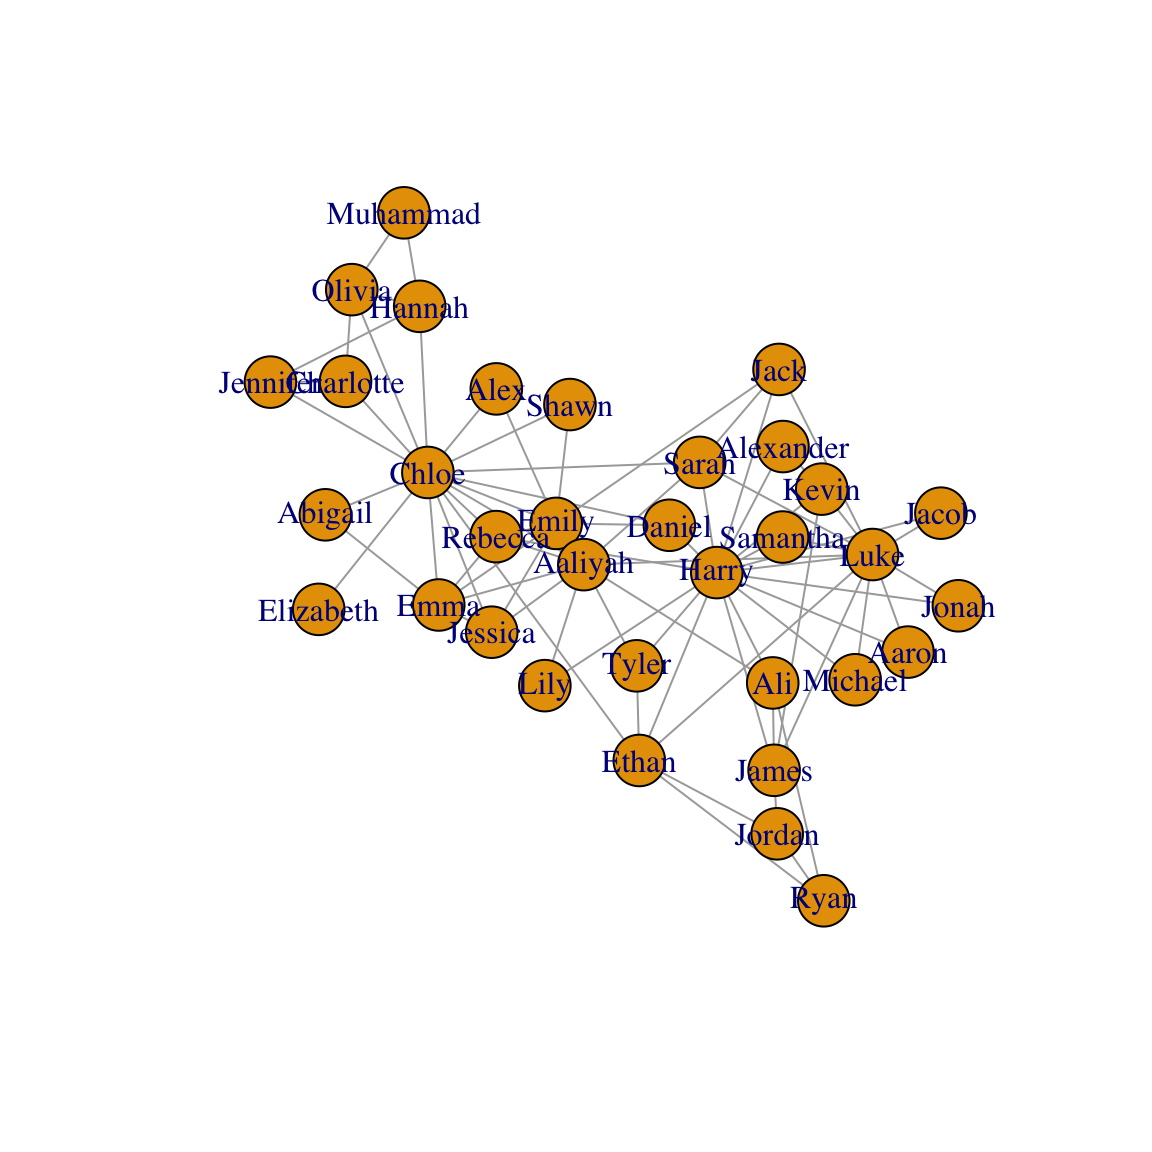 Muhammad
Olivia
Hannah
Jennifer
Charlotte
Alex
Shawn
Jack
Alexander
Sarah
Chloe
Kevin
Abigail
Jacob
Emily
Daniel
Rebecca
Samantha
Luke
Aaliyah
Harry
Elizabeth
Emma
Jonah
Jessica
Aaron
Tyler
Lily
Ali
Michael
Ethan
James
Jordan
Ryan